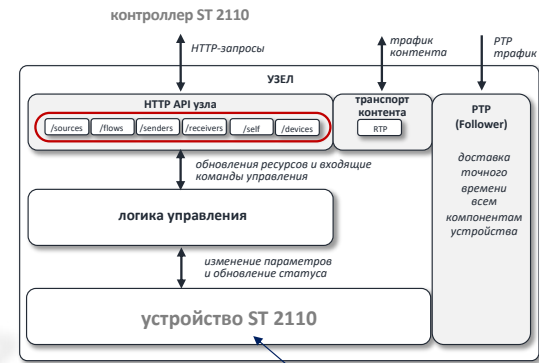 контроллер ST 2110
HTTP-запросы
трафик
контента
PTP
трафик
УЗЕЛ
HTTP API узла
/sources /flows /senders /receivers /self /devices
транспорт
контента
RTP
PTP
(Follower)
доставка
точного
времени
всем
компонентам
устройства
обновления ресурсов и входящие
команды управления
логика управления
изменение параметров
и обновление статуса
устройство ST 2110